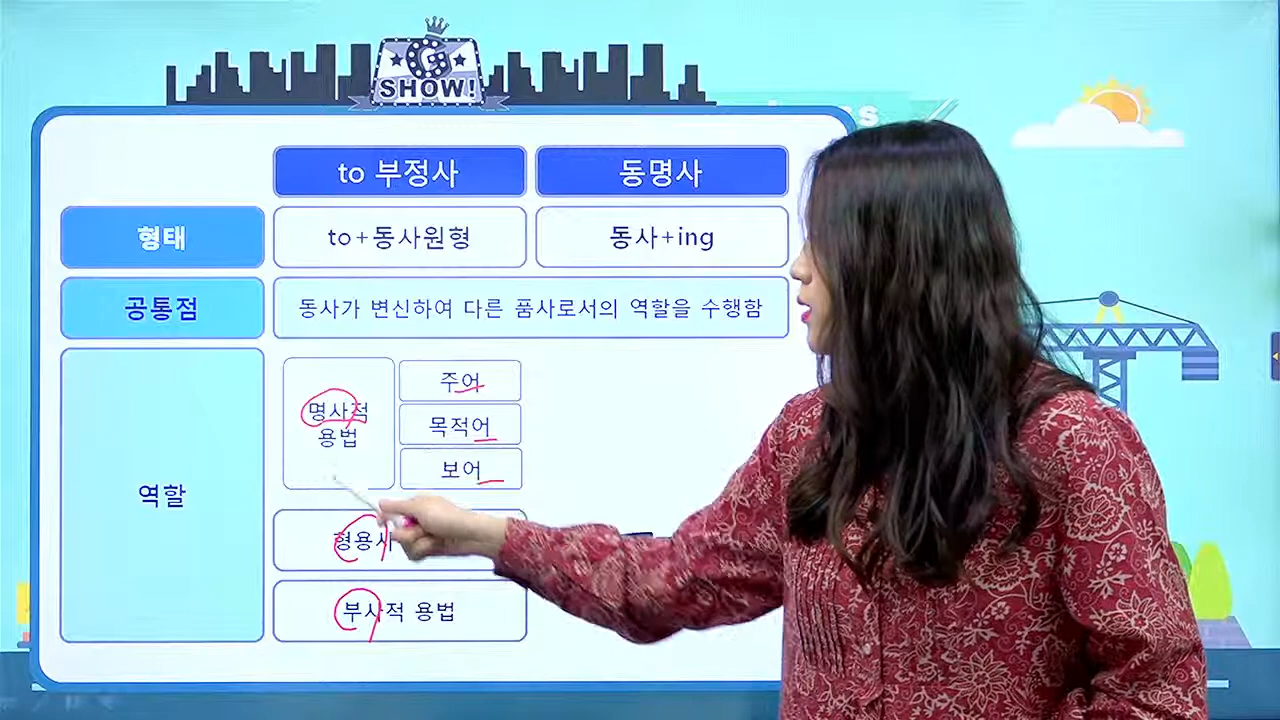 G
SHOW!
s
to 부정사
동명사
형태
to+동사원형
동사+ing
공통점
동사가 변신하여 다른 품사로서의 역할을 수행함
역할
명사적
용법
주어
목적어
보어
형용사
부사적 용법